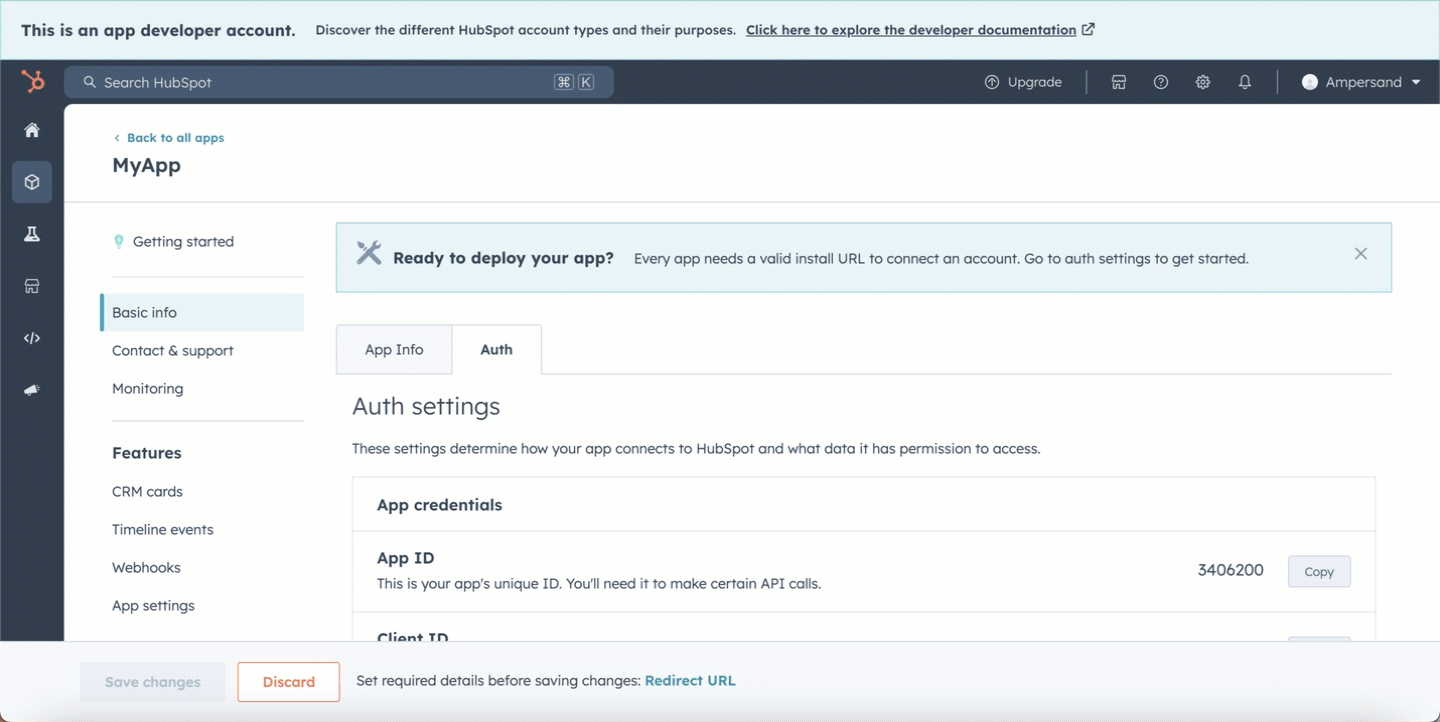 This is an app developer account. Discover the different HubSpot account types and their purposes. Click here to explore the developer documentation
Search HubSpot ⌘ K Upgrade Ampersand
Back to all apps
MyApp
Getting started
Basic info
Contact & support
Monitoring
Features
CRM cards
Timeline events
Webhooks
App settings
Ready to deploy your app? Every app needs a valid install URL to connect an account. Go to auth settings to get started.
App Info Auth
Auth settings
These settings determine how your app connects to HubSpot and what data it has permission to access.
App credentials
App ID
This is your app's unique ID. You'll need it to make certain API calls.
3406200 Copy
Client ID
Save changes Discard Set required details before saving changes: Redirect URL